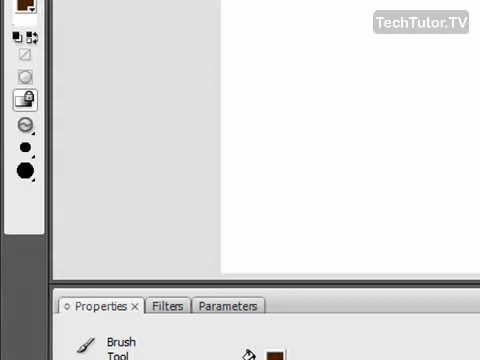 TechTutor.TV
Properties
Filters
Parameters
Brush
Tool